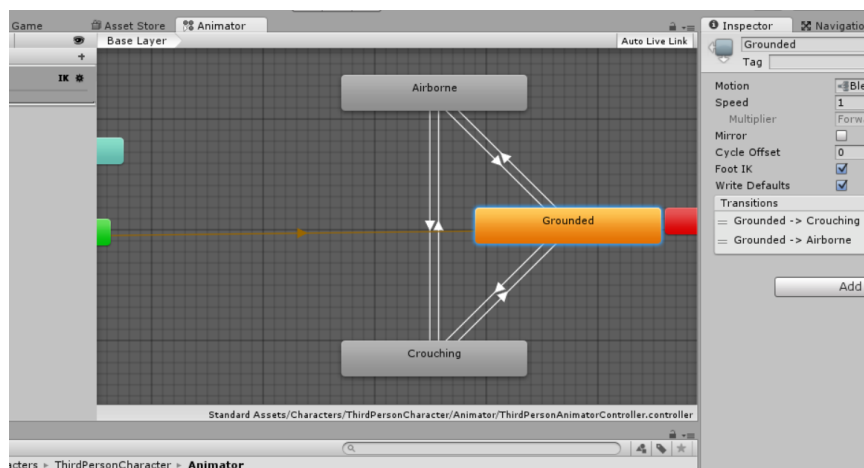 Game
Asset Store
Animator
Base Layer
Auto Live Link
IK
Airborne
Grounded
Crouching
Standard Assets/Characters/ThirdPersonCharacter/Animator/ThirdPersonAnimatorController.controller
ThirdPersonCharacter ▸ Animator
Inspector
Grounded
Tag
Motion
Speed 1
Multiplier
Mirror
Cycle Offset 0
Foot IK
Write Defaults
Transitions
= Grounded -> Crouching
= Grounded -> Airborne
Add